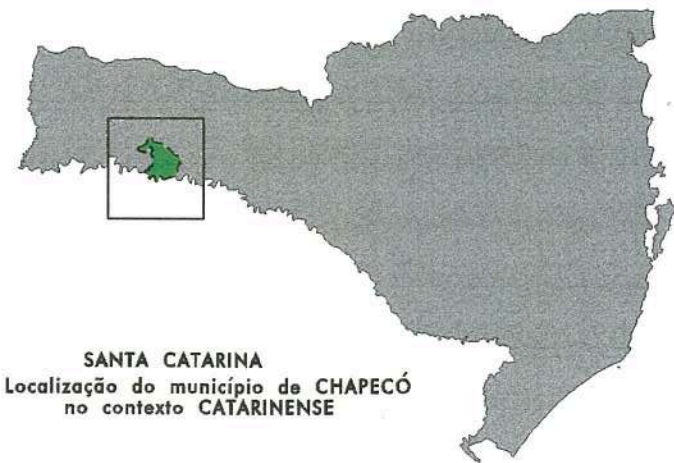 SANTA CATARINA
Localização do município de CHAPECÓ
no contexto CATARINENSE